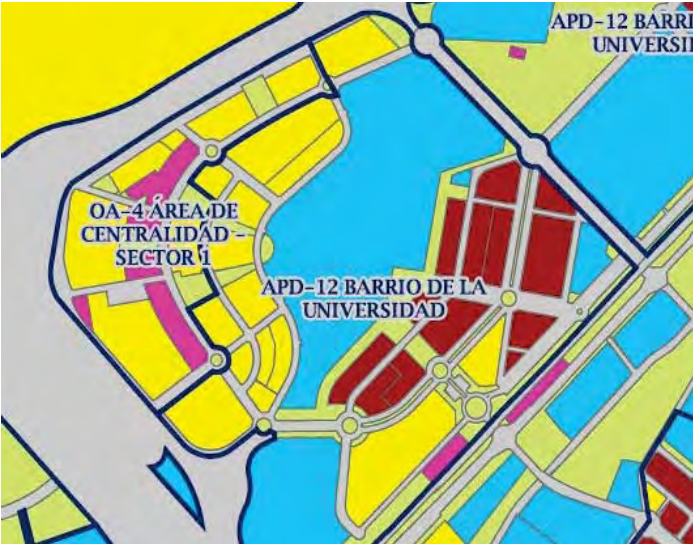 APD-12 BARRI
UNIVERSI
OA-4 ÁREA DE
CENTRALIDAD -
SECTOR 1
APD-12 BARRIO DE LA
UNIVERSIDAD